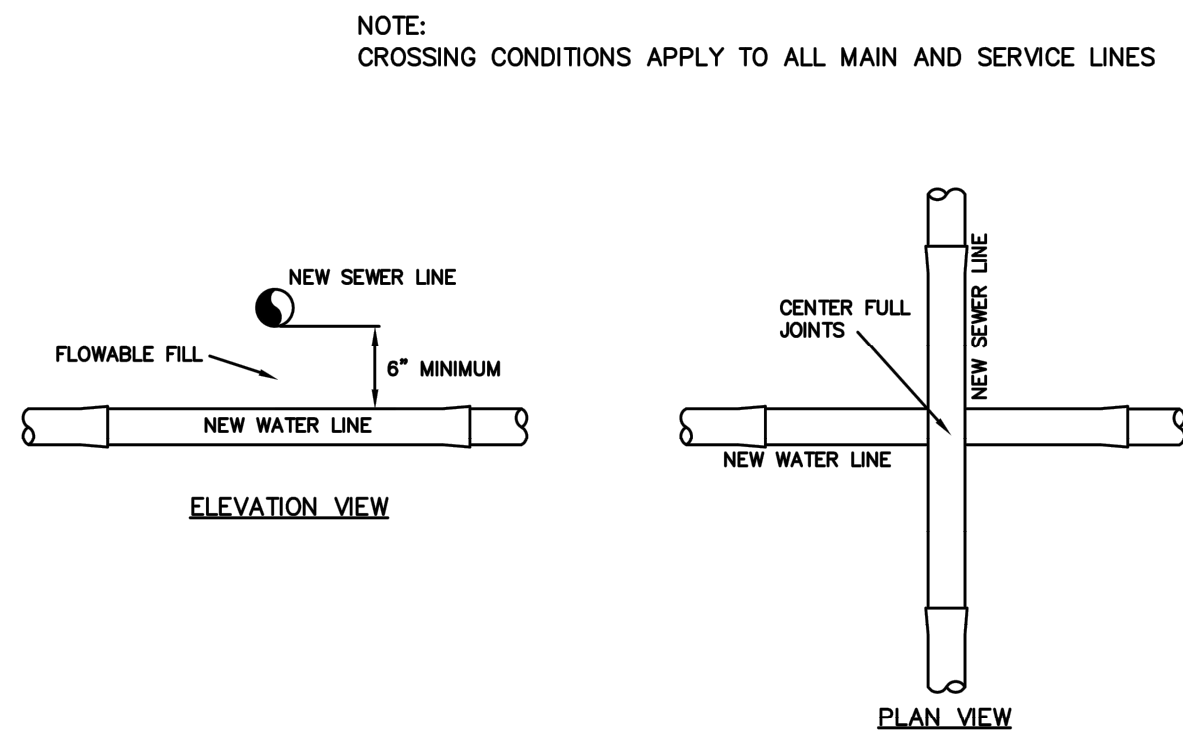 NOTE:
CROSSING CONDITIONS APPLY TO ALL MAIN AND SERVICE LINES
NEW SEWER LINE
FLOWABLE FILL
6" MINIMUM
NEW WATER LINE
ELEVATION VIEW
CENTER FULL
JOINTS
NEW SEWER LINE
NEW WATER LINE
PLAN VIEW